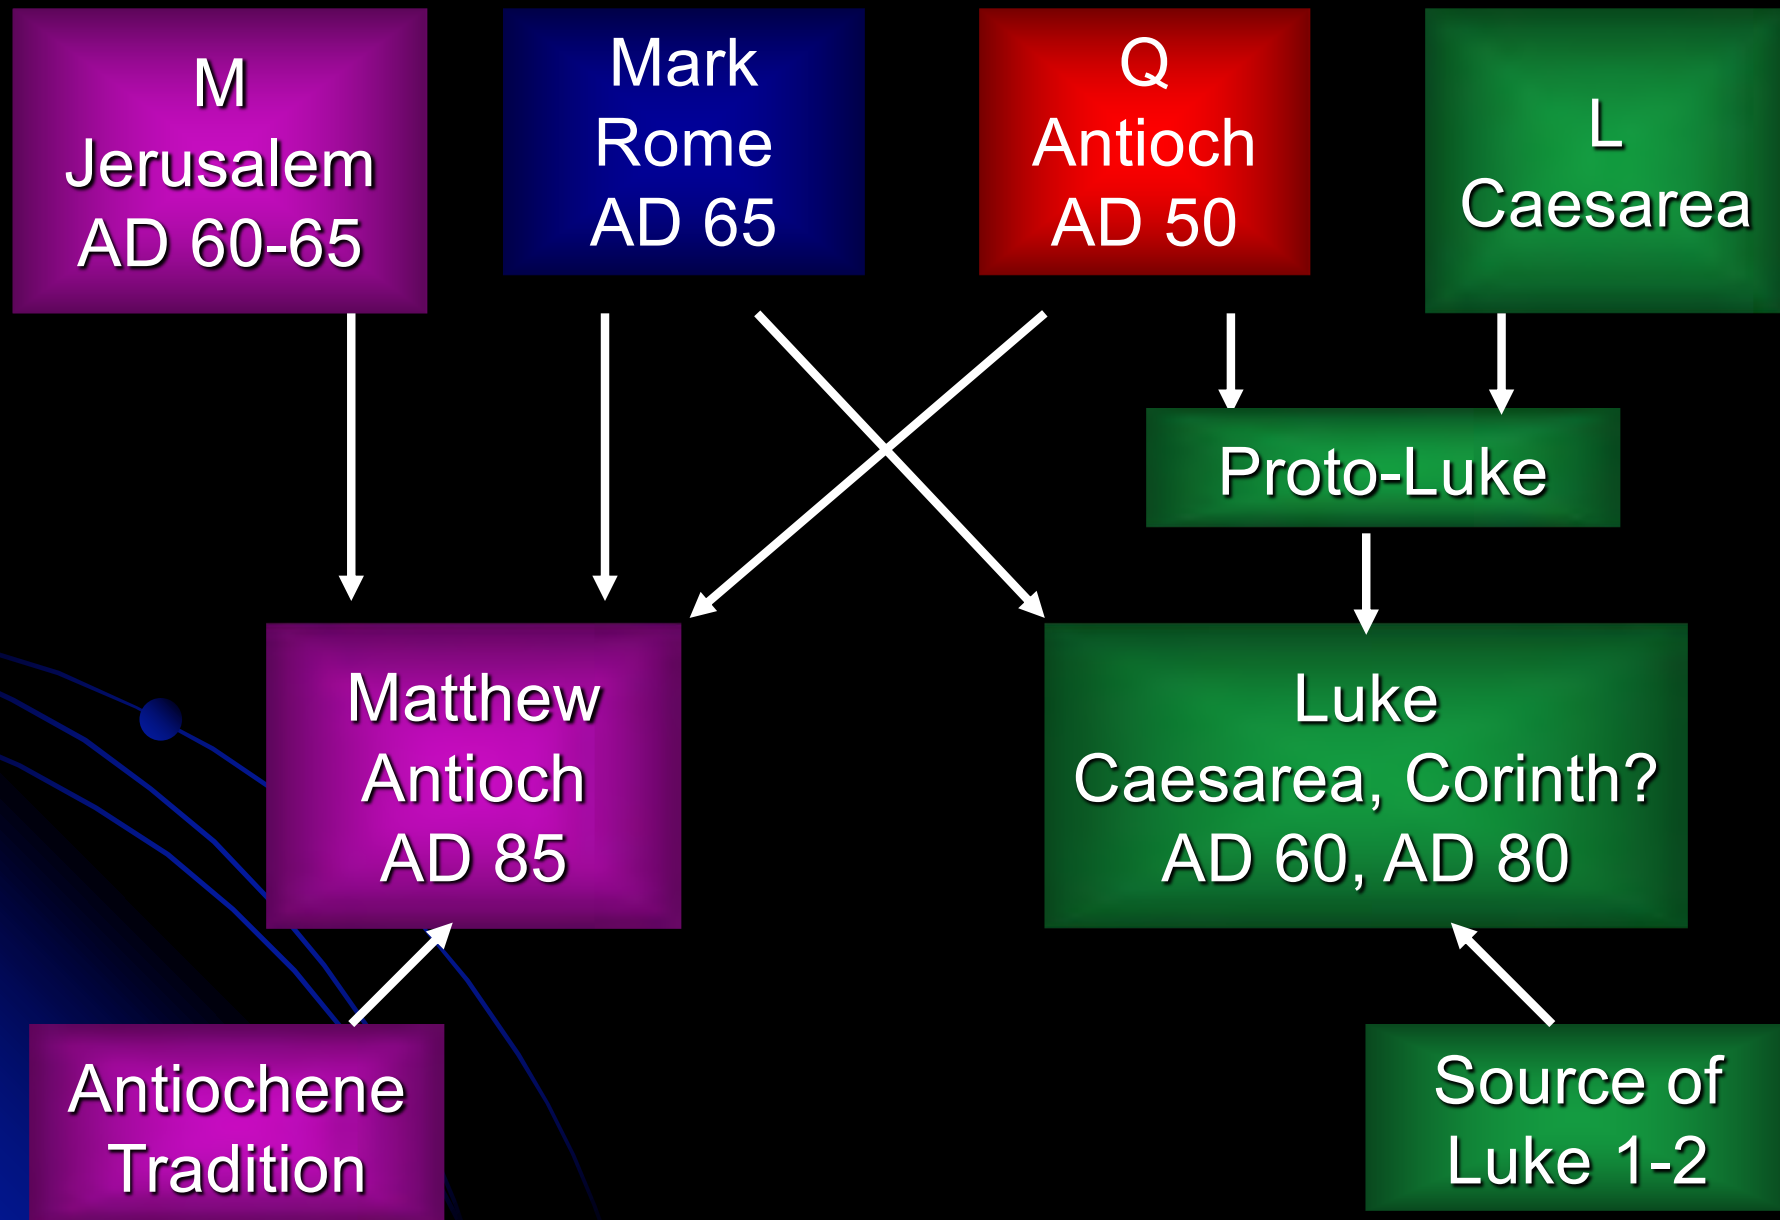 M
Jerusalem
AD 60-65
Mark
Rome
AD 65
Q
Antioch
AD 50
L
Caesarea
Proto-Luke
Matthew
Antioch
AD 85
Luke
Caesarea, Corinth?
AD 60, AD 80
Antiochene
Tradition
Source of
Luke 1-2